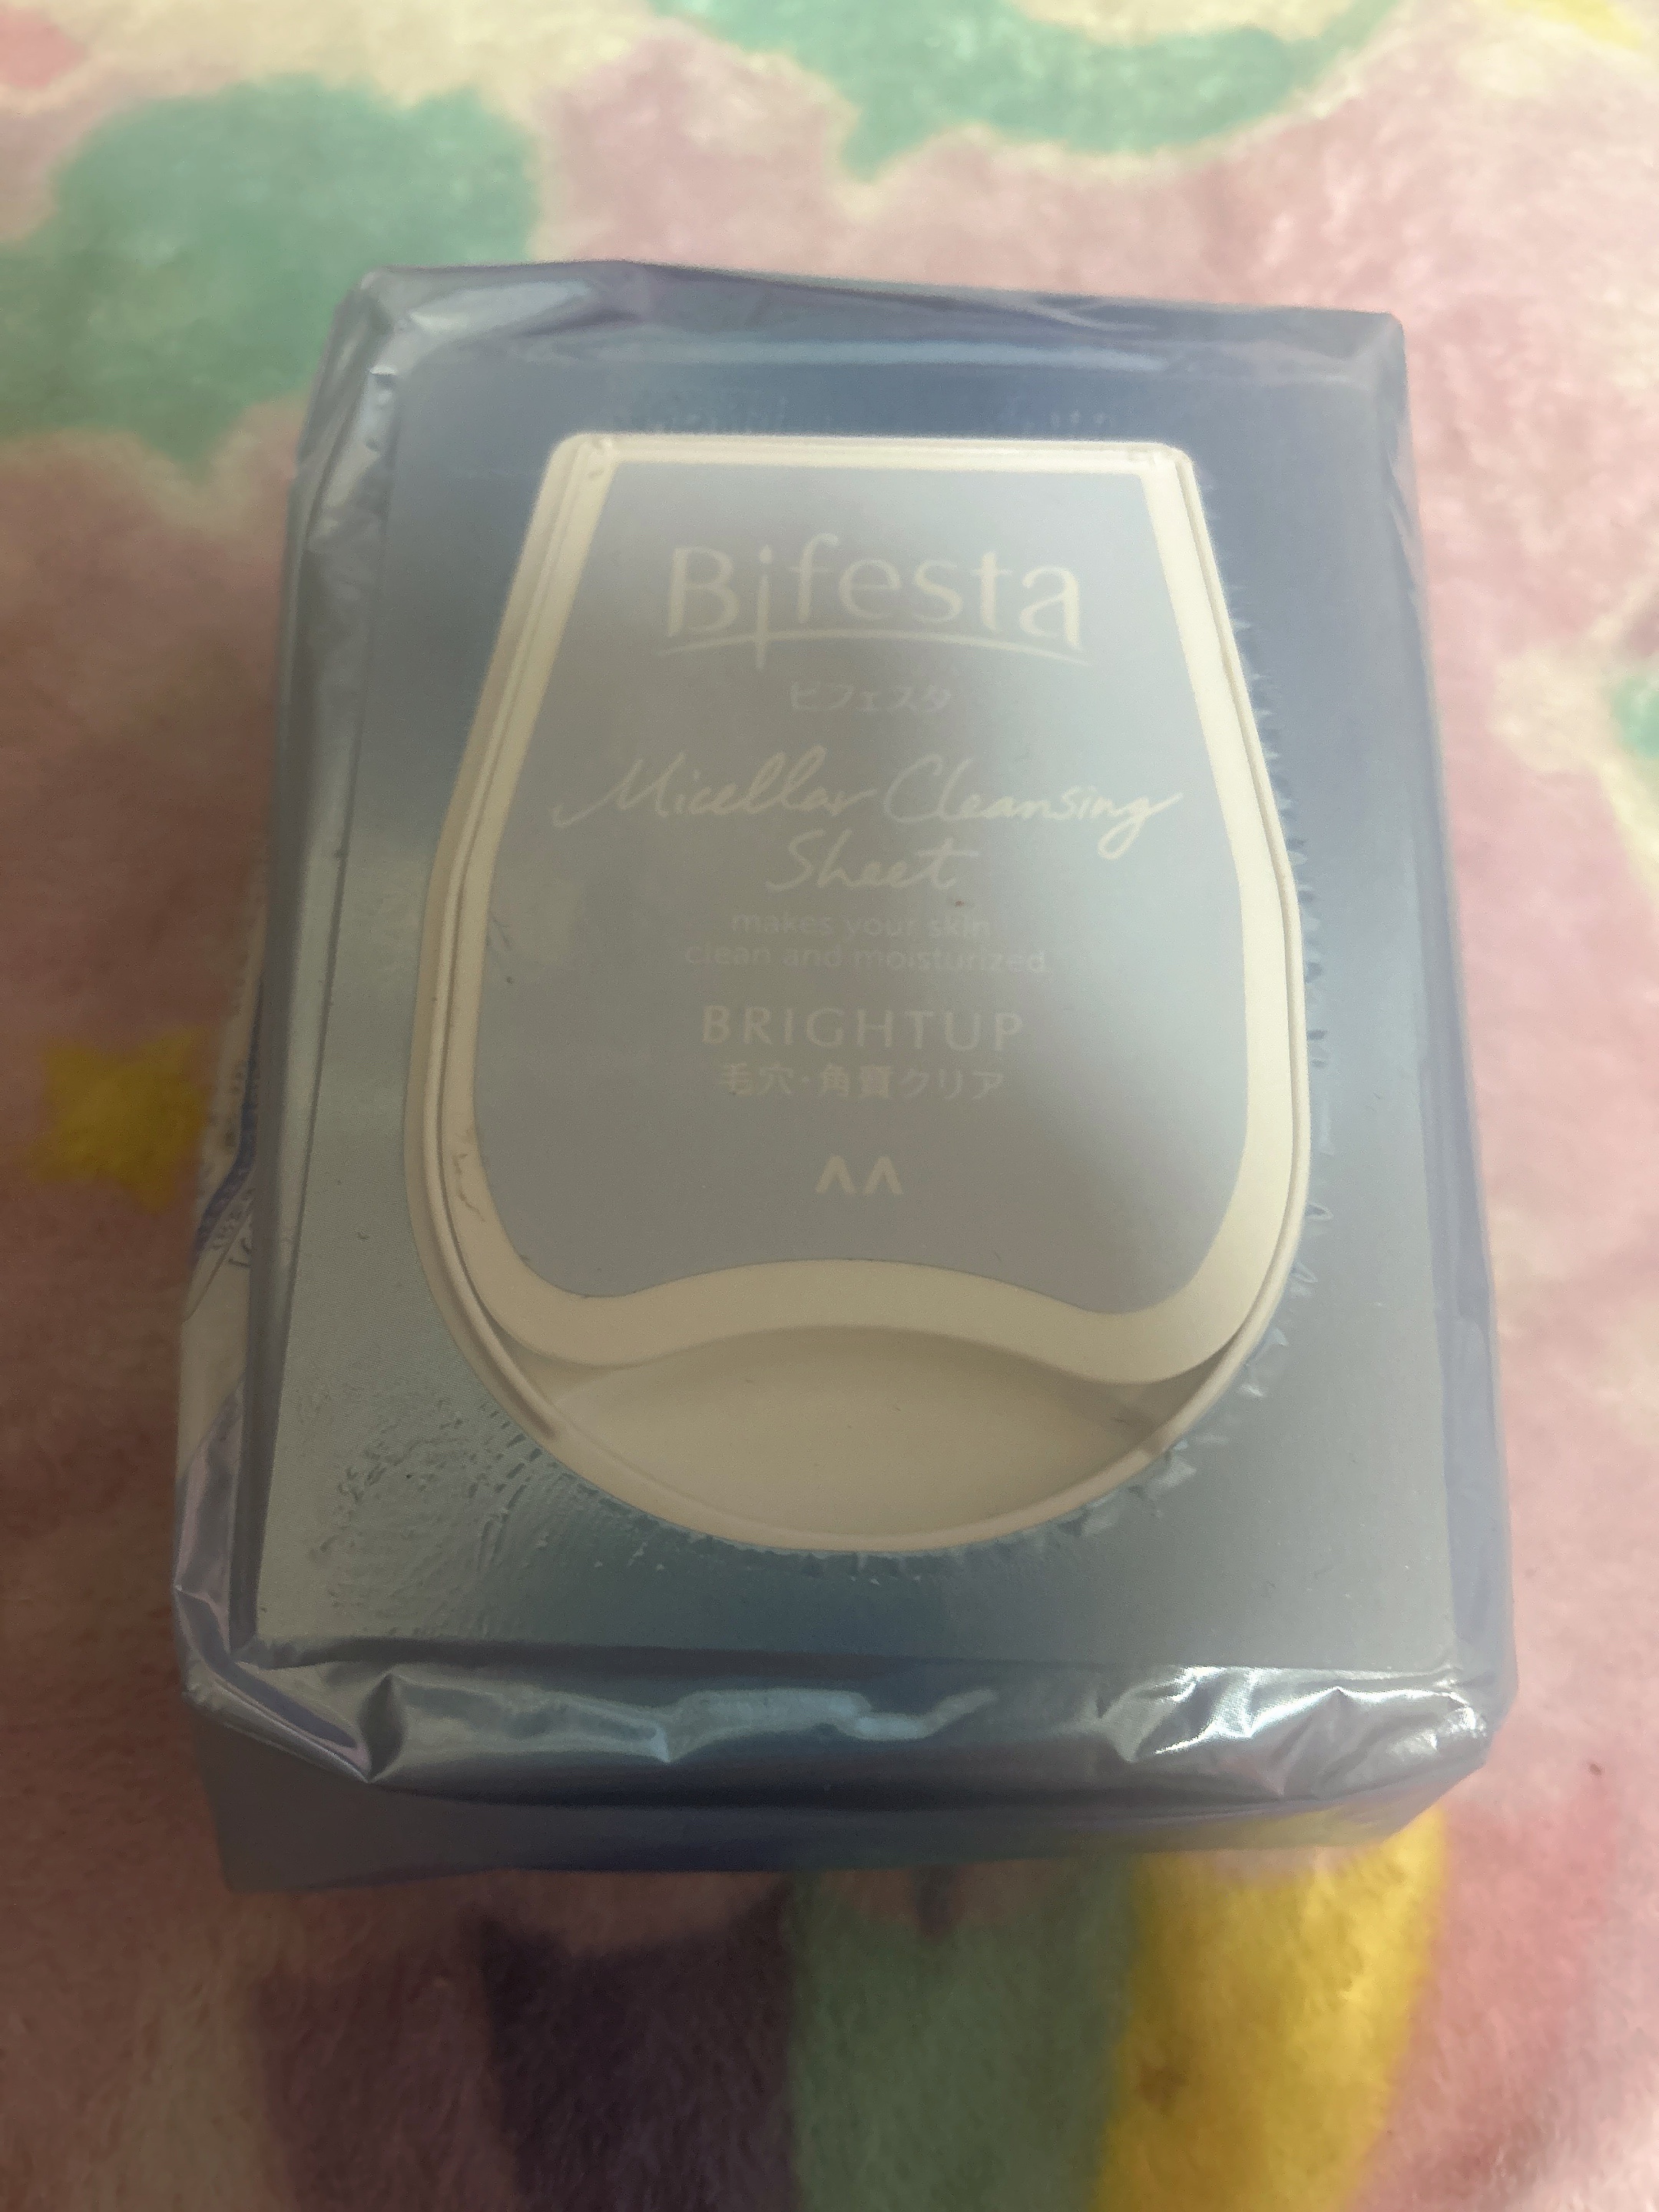 Bifesta
ビフェスタ
Micellar Cleansing
Sheet
makes your skin
clean and moisturized
BRIGHTUP
毛穴・角質クリア